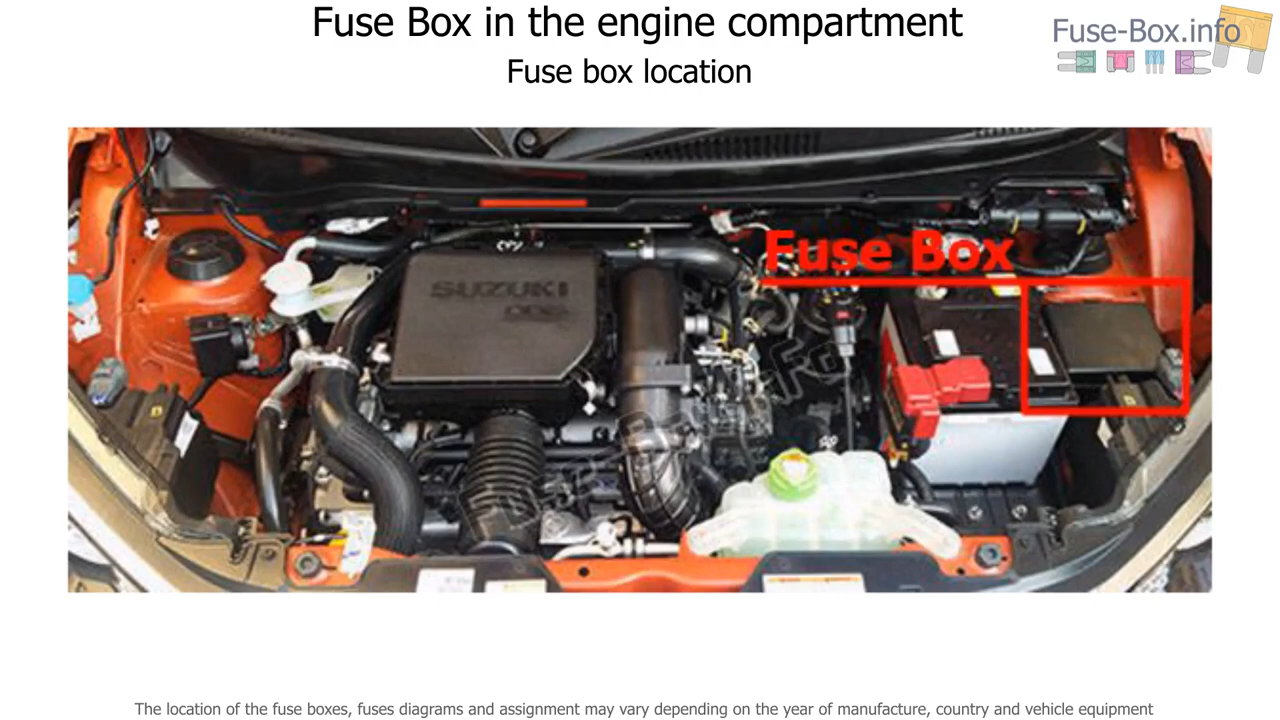 Fuse Box in the engine compartment
Fuse-Box.info
Fuse box location
Fuse Box
SUZUKI
The location of the fuse boxes, fuses diagrams and assignment may vary depending on the year of manufacture, country and vehicle equipment